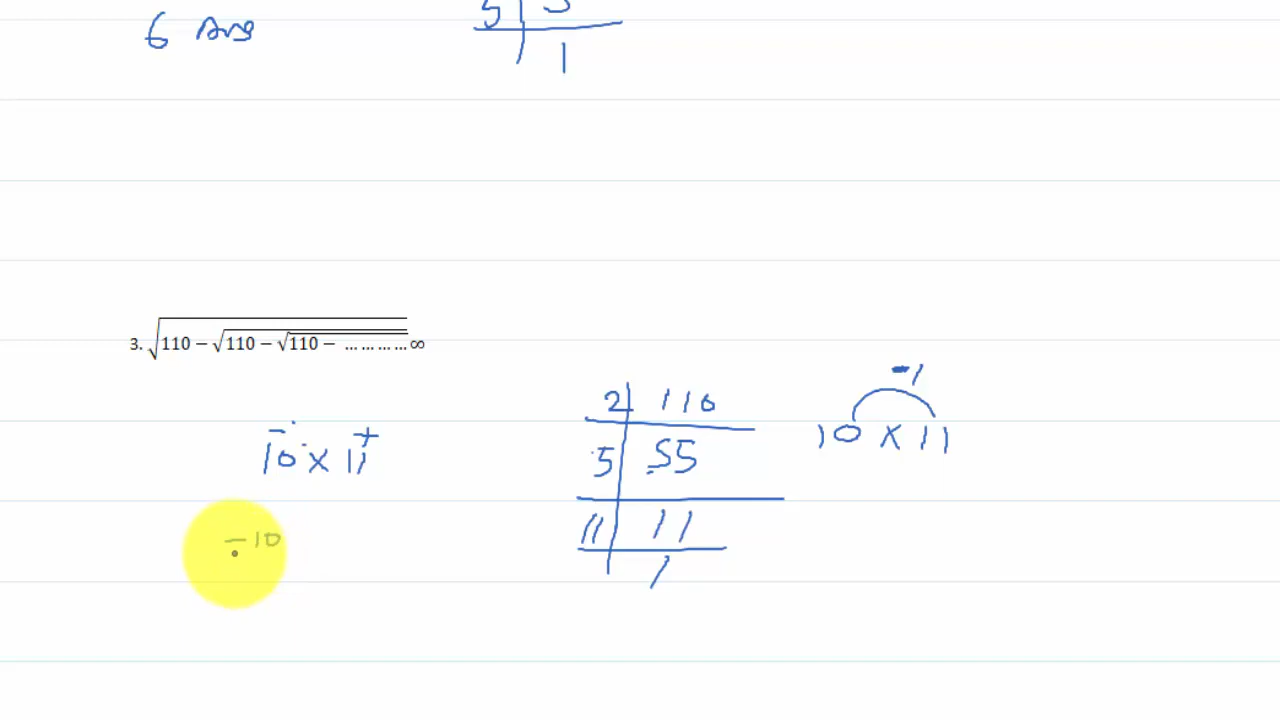 5 5
6 Ans
1
3. √110 − √110 − √110 − ... ... ... ... ∞
-1
2 110
10 x 11
- +
10 x 11
5 55
11 11
-10
1